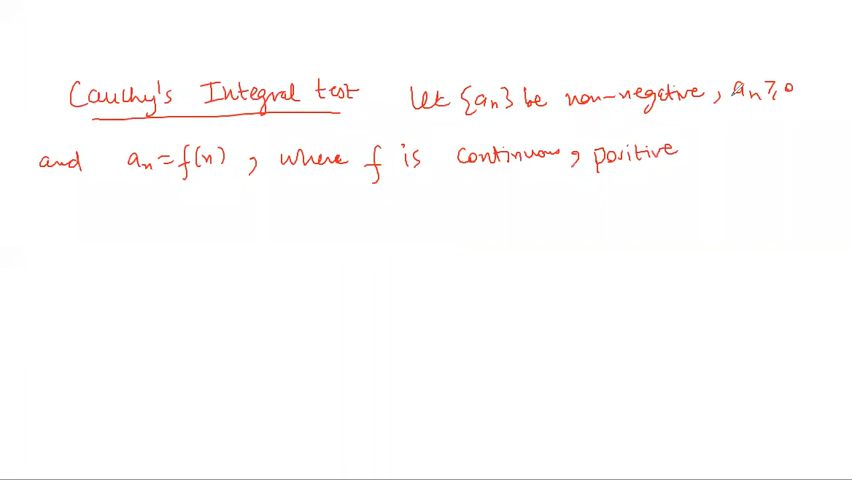 Cauchy's Integral test let {aₙ} be non-negative, aₙ ≥ 0
and aₙ = f(n), where f is continuous, positive